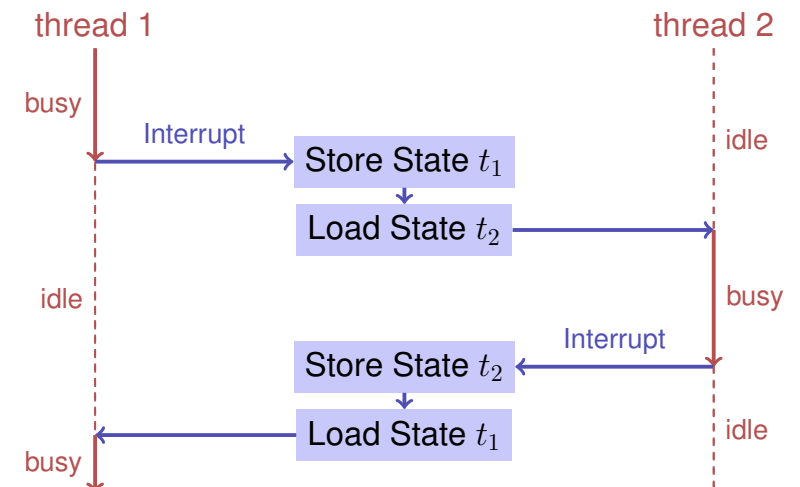 thread 1
thread 2
busy
Interrupt
idle
Store State t₁
Load State t₂
idle
busy
Interrupt
Store State t₂
Load State t₁
idle
busy